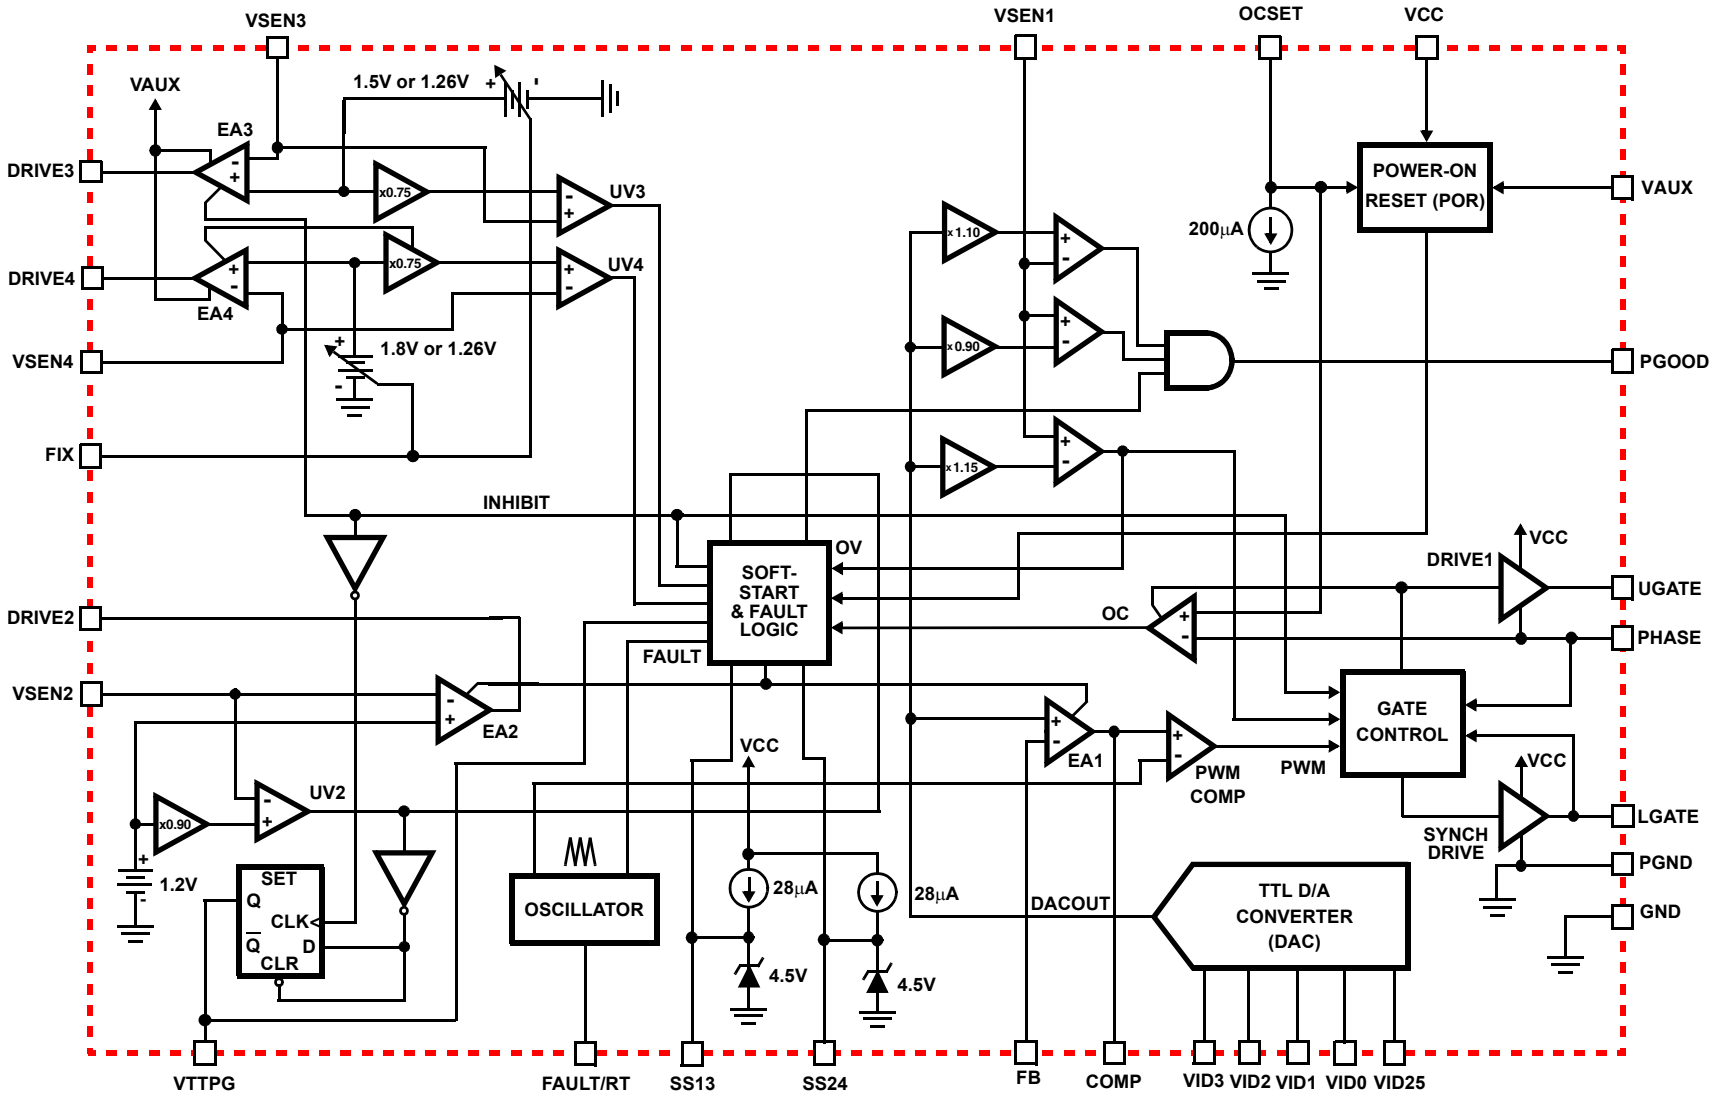 VSEN3
VSEN1
OCSET
VCC
VAUX
1.5V or 1.26V
+
-
EA3
-
+
DRIVE3
x0.75
UV3
-
+
POWER-ON
RESET (POR)
VAUX
200µA
x1.10
+
-
DRIVE4
+
-
EA4
x0.75
UV4
+
-
VSEN4
+
1.8V or 1.26V
-
x0.90
+
-
PGOOD
FIX
x1.15
+
-
INHIBIT
OV
SOFT-
START
& FAULT
LOGIC
FAULT
OC
+
-
DRIVE1
VCC
UGATE
PHASE
DRIVE2
VSEN2
-
+
EA2
GATE
CONTROL
+
-
EA1
+
-
PWM
COMP
PWM
VCC
VCC
SYNCH
DRIVE
LGATE
PGND
GND
UV2
-
+
x0.90
+
1.2V
-
SET
Q
CLK
Q
D
CLR
OSCILLATOR
28µA
28µA
4.5V
4.5V
DACOUT
TTL D/A
CONVERTER
(DAC)
VTTPG
FAULT/RT
SS13
SS24
FB
COMP
VID3
VID2
VID1
VID0
VID25